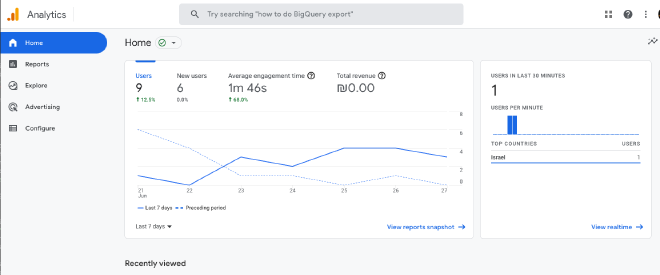 Analytics
Try searching "how to do BigQuery export"
Home
Reports
Explore
Advertising
Configure
Home
Users
9
↑ 12.5%
New users
6
0.0%
Average engagement time
1m 46s
↑ 60.0%
Total revenue
₪0.00
8
6
4
2
0
21
Jun
22
23
24
25
26
27
Last 7 days
Preceding period
Last 7 days
View reports snapshot
USERS IN LAST 30 MINUTES
1
USERS PER MINUTE
TOP COUNTRIES
USERS
Israel
1
View realtime
Recently viewed